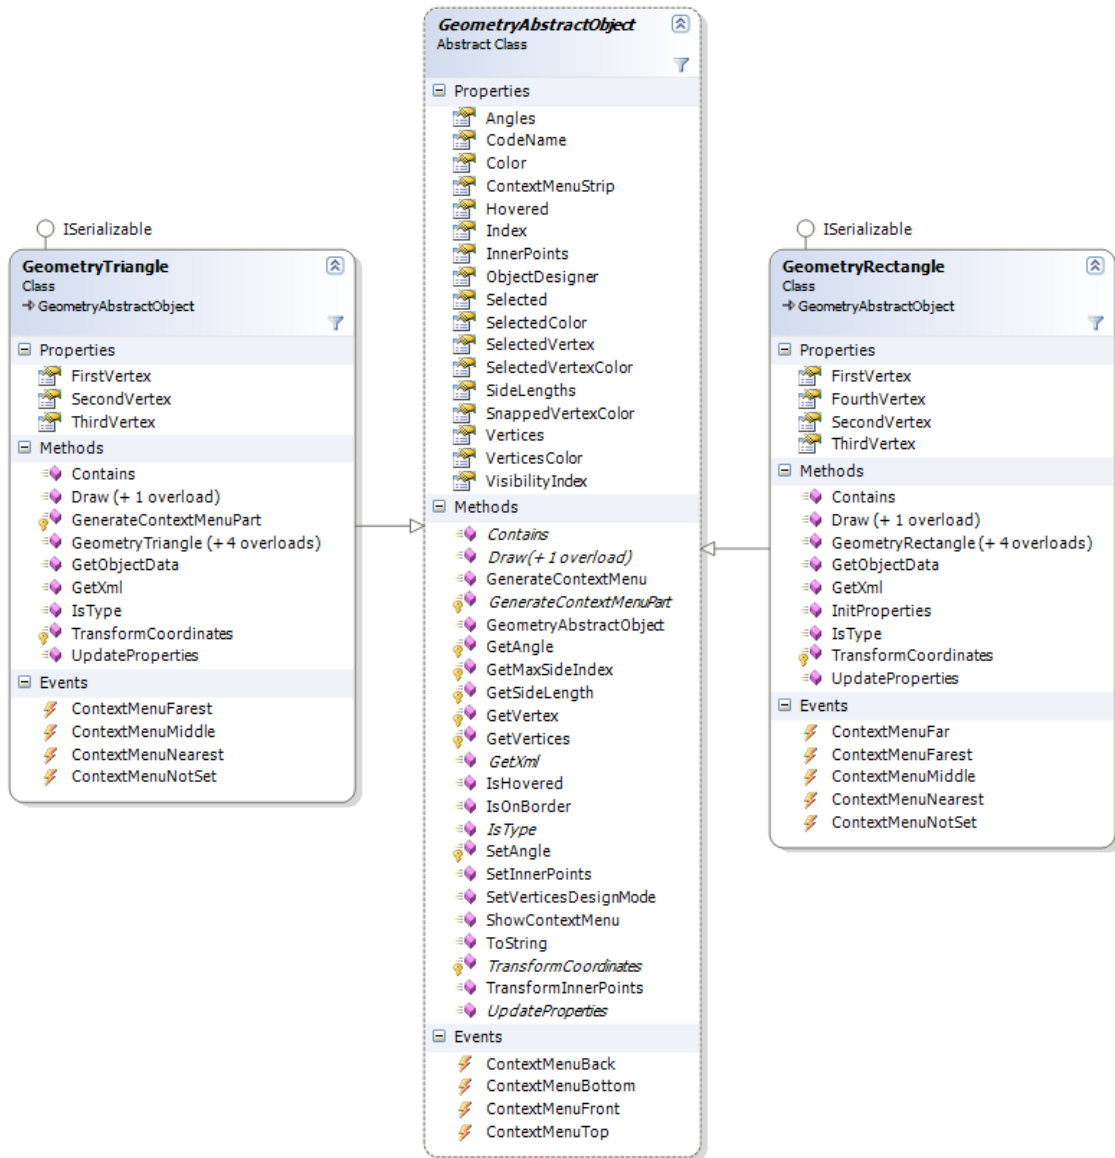 GeometryAbstractObject
Abstract Class
Properties
Angles
CodeName
Color
ContextMenuStrip
Hovered
Index
InnerPoints
ObjectDesigner
Selected
SelectedColor
SelectedVertex
SelectedVertexColor
SideLengths
SnappedVertexColor
Vertices
VerticesColor
VisibilityIndex
Methods
Contains
Draw(+ 1 overload)
GenerateContextMenu
GenerateContextMenuPart
GeometryAbstractObject
GetAngle
GetMaxSideIndex
GetSideLength
GetVertex
GetVertices
GetXml
IsHovered
IsOnBorder
IsType
SetAngle
SetInnerPoints
SetVerticesDesignMode
ShowContextMenu
ToString
TransformCoordinates
TransformInnerPoints
UpdateProperties
Events
ContextMenuBack
ContextMenuBottom
ContextMenuFront
ContextMenuTop
ISerializable
GeometryTriangle
Class
GeometryAbstractObject
Properties
FirstVertex
SecondVertex
ThirdVertex
Methods
Contains
Draw (+ 1 overload)
GenerateContextMenuPart
GeometryTriangle (+ 4 overloads)
GetObjectData
GetXml
IsType
TransformCoordinates
UpdateProperties
Events
ContextMenuFarest
ContextMenuMiddle
ContextMenuNearest
ContextMenuNotSet
ISerializable
GeometryRectangle
Class
GeometryAbstractObject
Properties
FirstVertex
FourthVertex
SecondVertex
ThirdVertex
Methods
Contains
Draw (+ 1 overload)
GeometryRectangle (+ 4 overloads)
GetObjectData
GetXml
InitProperties
IsType
TransformCoordinates
UpdateProperties
Events
ContextMenuFar
ContextMenuFarest
ContextMenuMiddle
ContextMenuNearest
ContextMenuNotSet